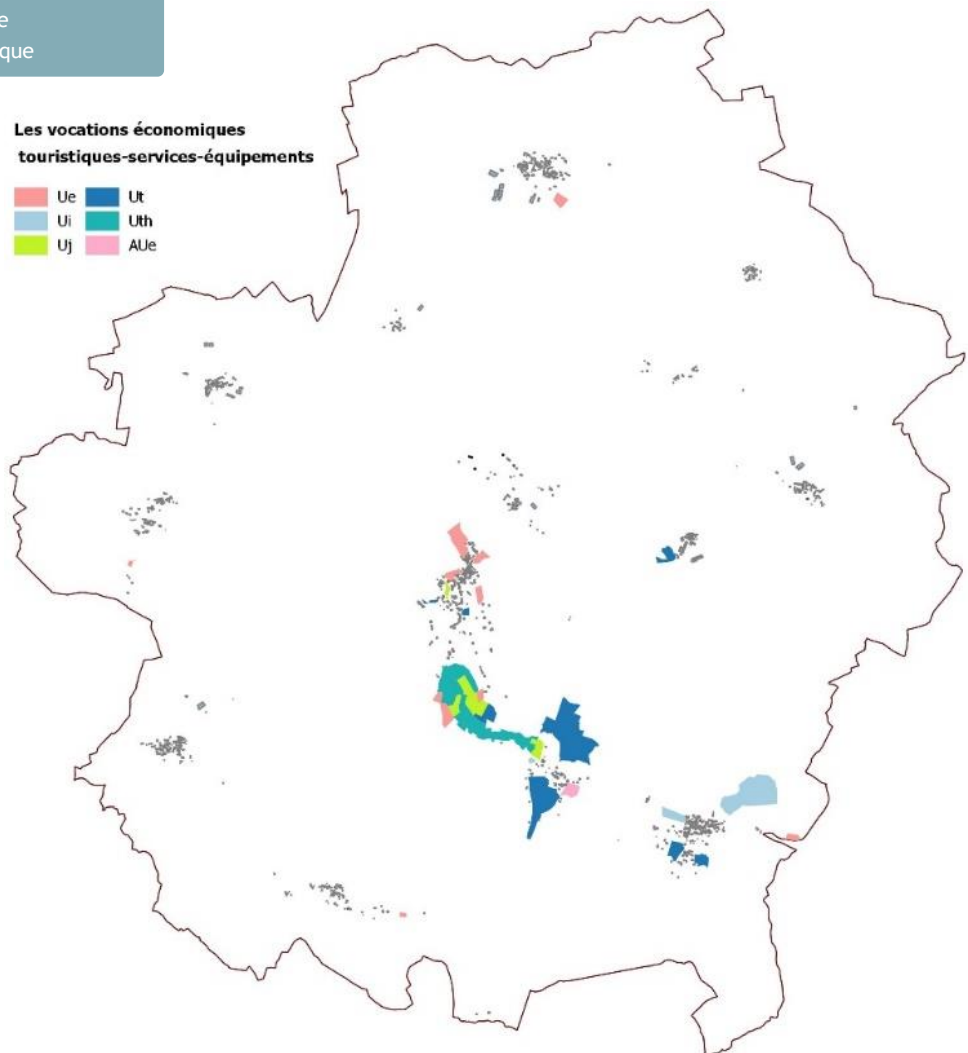 e
que
Les vocations économiques
touristiques-services-équipements
Ue Ut
Ui Uth
Uj AUe